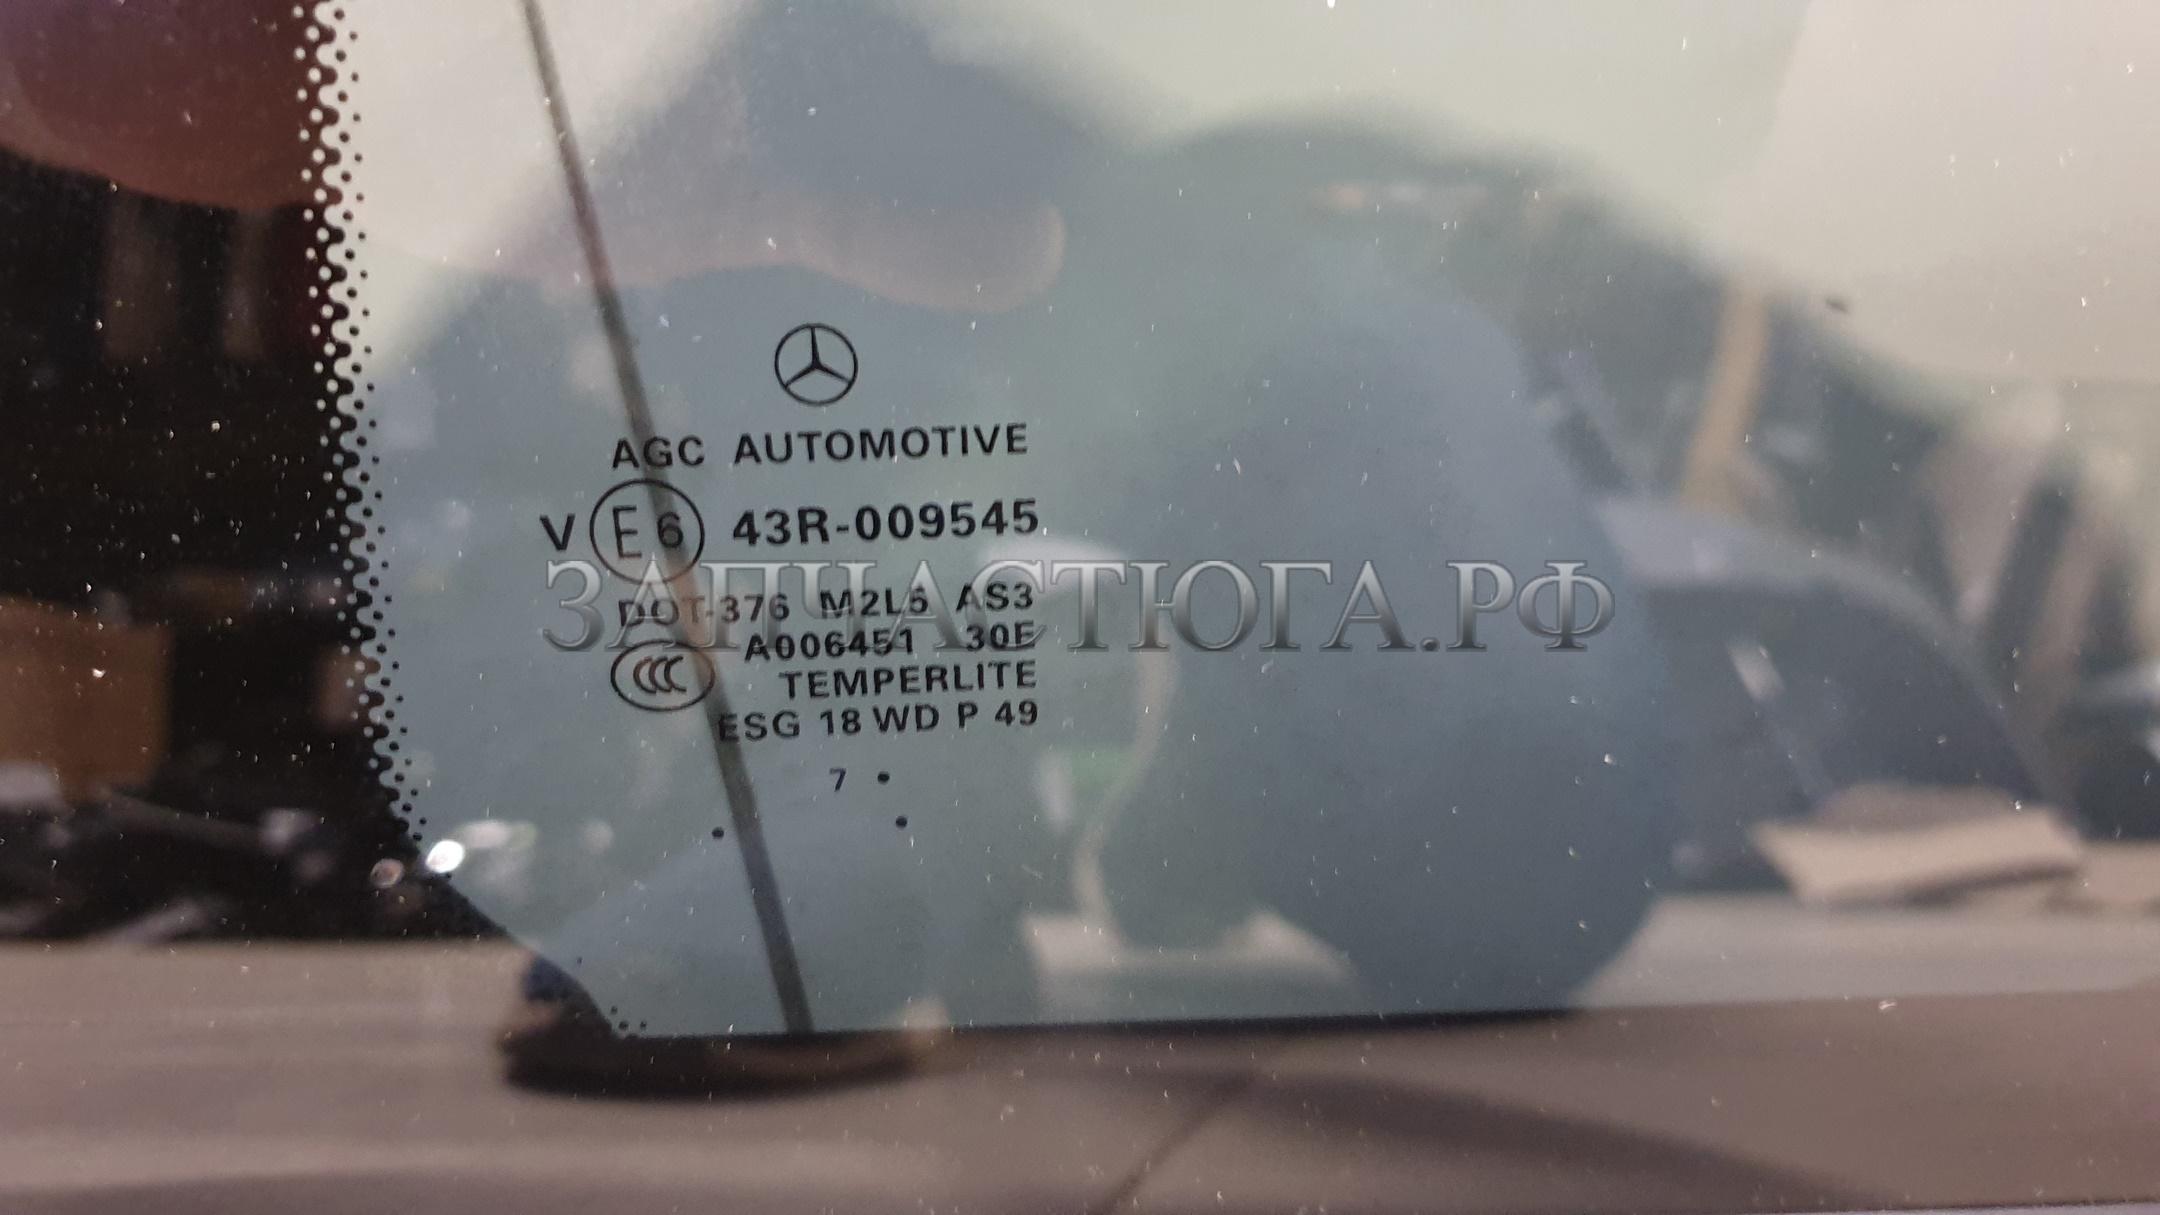 AGC AUTOMOTIVE
V E6 43R-009545
ЗАПЧАСТЮГА.РФ
DOT-376 M2L6 AS3
A006451 30E
CCC TEMPERLITE
ESG 18 WD P 49
7 •
• •